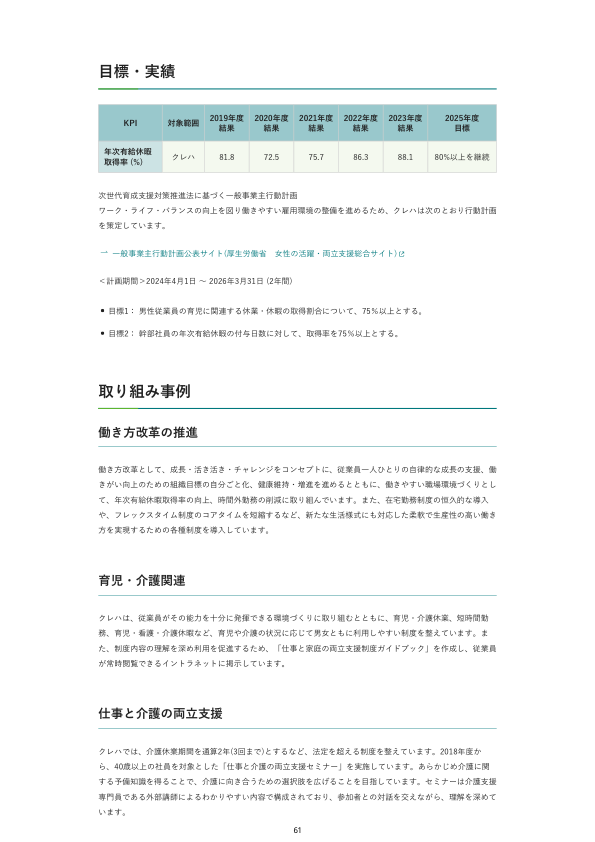 目標・実績
KPI 対象範囲 2019年度 結果 2020年度 結果 2021年度 結果 2022年度 結果 2023年度 結果 2025年度 目標
年次有給休暇 取得率 (%) クレハ 81.8 72.5 75.7 86.3 88.1 80%以上を継続
次世代育成支援対策推進法に基づく一般事業主行動計画
ワーク・ライフ・バランスの向上を図り働きやすい雇用環境の整備を進めるため、クレハは次のとおり行動計画
を策定しています。
→ 一般事業主行動計画公表サイト(厚生労働省　女性の活躍・両立支援総合サイト)
＜計画期間＞2024年4月1日 ～ 2026年3月31日 (2年間)
• 目標1： 男性従業員の育児に関連する休業・休暇の取得割合について、75％以上とする。
• 目標2： 幹部社員の年次有給休暇の付与日数に対して、取得率を75％以上とする。
取り組み事例
働き方改革の推進
働き方改革として、成長・活き活き・チャレンジをコンセプトに、従業員一人ひとりの自律的な成長の支援、働
きがい向上のための組織目標の自分ごと化、健康維持・増進を進めるとともに、働きやすい職場環境づくりとし
て、年次有給休暇取得率の向上、時間外勤務の削減に取り組んでいます。また、在宅勤務制度の恒久的な導入
や、フレックスタイム制度のコアタイムを短縮するなど、新たな生活様式にも対応した柔軟で生産性の高い働き
方を実現するための各種制度を導入しています。
育児・介護関連
クレハは、従業員がその能力を十分に発揮できる環境づくりに取り組むとともに、育児・介護休業、短時間勤
務、育児・看護・介護休暇など、育児や介護の状況に応じて男女ともに利用しやすい制度を整えています。ま
た、制度内容の理解を深め利用を促進するため、「仕事と家庭の両立支援制度ガイドブック」を作成し、従業員
が常時閲覧できるイントラネットに掲示しています。
仕事と介護の両立支援
クレハでは、介護休業期間を通算2年(3回まで)とするなど、法定を超える制度を整えています。2018年度か
ら、40歳以上の社員を対象とした「仕事と介護の両立支援セミナー」を実施しています。あらかじめ介護に関
する予備知識を得ることで、介護に向き合うための選択肢を広げることを目指しています。セミナーは介護支援
専門員である外部講師によるわかりやすい内容で構成されており、参加者との対話を交えながら、理解を深めて
います。
61